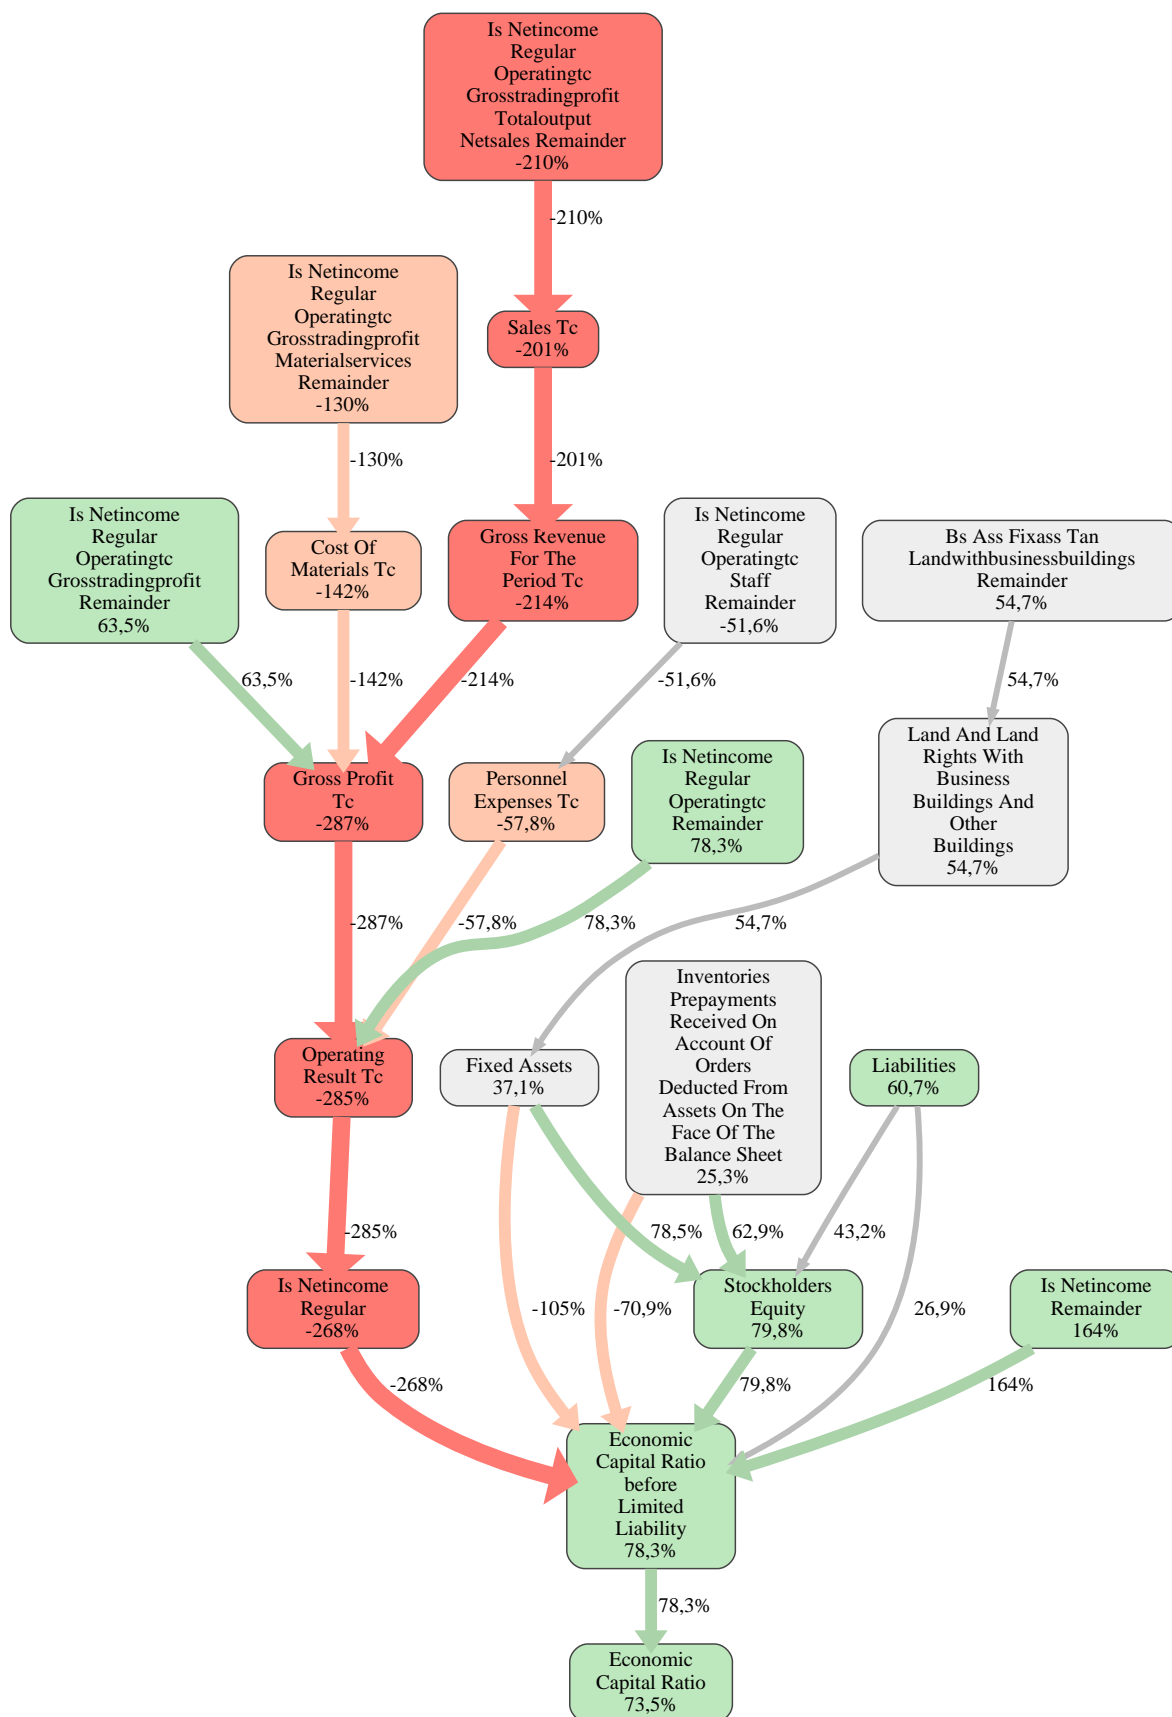 Is Netincome
Regular
Operatingtc
Grosstradingprofit
Totaloutput
Netsales Remainder
-210%
-210%
Is Netincome
Regular
Operatingtc
Grosstradingprofit
Materialservices
Remainder
-130%
Sales Tc
-201%
-130%
-201%
Is Netincome
Regular
Operatingtc
Grosstradingprofit
Remainder
63,5%
Cost Of
Materials Tc
-142%
Gross Revenue
For The
Period Tc
-214%
Is Netincome
Regular
Operatingtc
Staff
Remainder
-51,6%
Bs Ass Fixass Tan
Landwithbusinessbuildings
Remainder
54,7%
63,5%
-142%
-214%
-51,6%
54,7%
Gross Profit
Tc
-287%
Personnel
Expenses Tc
-57,8%
Is Netincome
Regular
Operatingtc
Remainder
78,3%
Land And Land
Rights With
Business
Buildings And
Other
Buildings
54,7%
-287%
-57,8%
78,3%
54,7%
Operating
Result Tc
-285%
Fixed Assets
37,1%
Inventories
Prepayments
Received On
Account Of
Orders
Deducted From
Assets On The
Face Of The
Balance Sheet
25,3%
Liabilities
60,7%
-285%
78,5%
62,9%
43,2%
Is Netincome
Regular
-268%
-105%
-70,9%
Stockholders
Equity
79,8%
26,9%
Is Netincome
Remainder
164%
-268%
79,8%
164%
Economic
Capital Ratio
before
Limited
Liability
78,3%
78,3%
Economic
Capital Ratio
73,5%